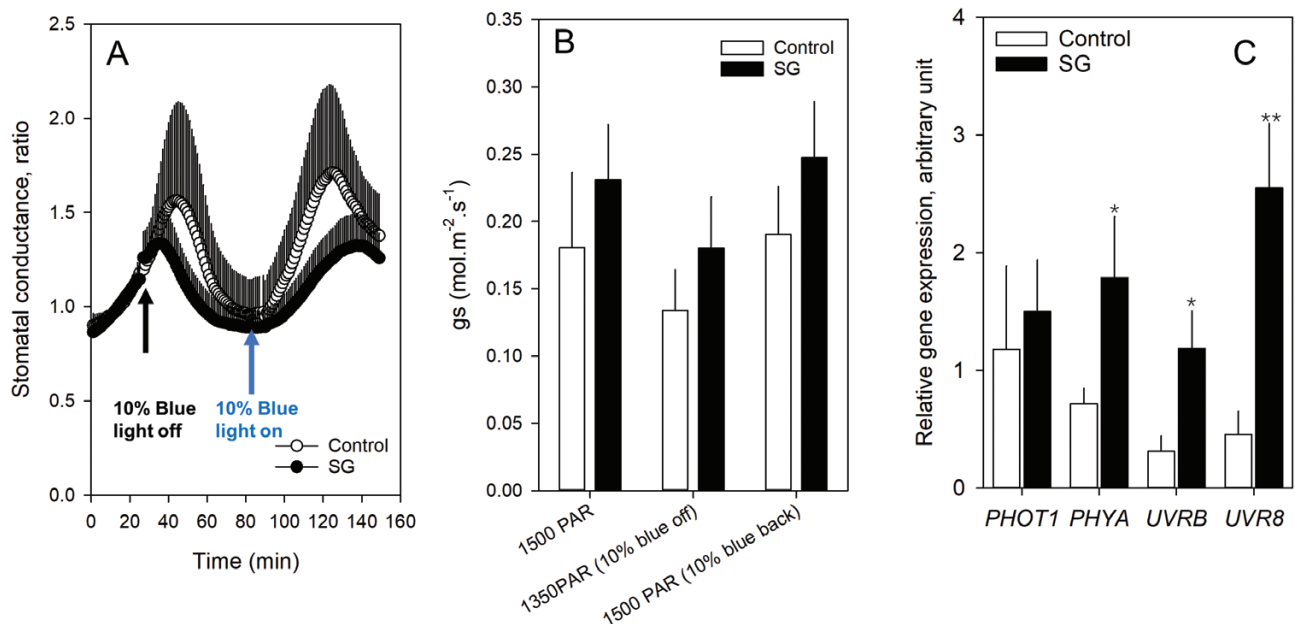 A
Stomatal conductance, ratio
2.5
2.0
1.5
1.0
0.5
0.0
10% Blue
light off
10% Blue
light on
Control
SG
0 20 40 60 80 100 120 140 160
Time (min)
B
Control
SG
gs (mol.m-2.s-1)
0.35
0.30
0.25
0.20
0.15
0.10
0.05
0.00
1500 PAR
1350PAR (10% blue off)
1500 PAR (10% blue back)
C
Control
SG
Relative gene expression, arbitrary unit
4
3
2
1
0
*
*
**
PHOT1 PHYA UVRB UVR8